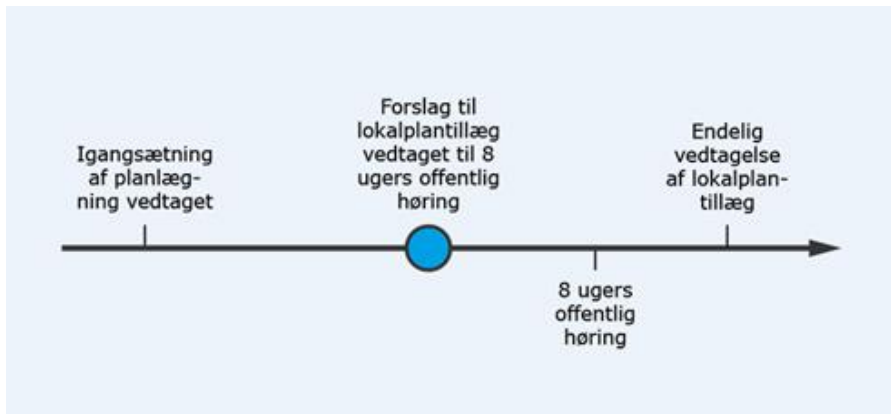 Igangsætning
af planlæg-
ning vedtaget
Forslag til
lokalplantillæg
vedtaget til 8
ugers offentlig
høring
8 ugers
offentlig
høring
Endelig
vedtagelse
af lokalplan-
tillæg